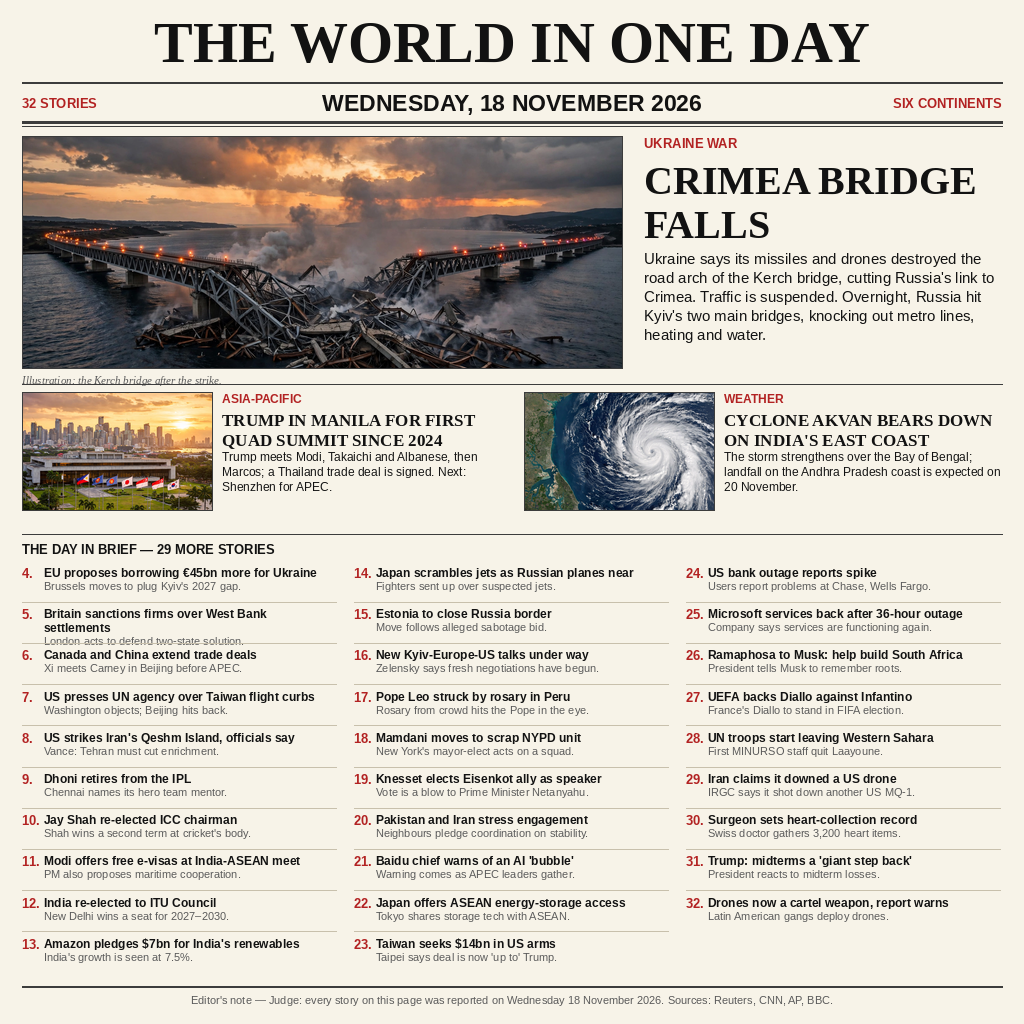 THE WORLD IN ONE DAY
32 STORIES
WEDNESDAY, 18 NOVEMBER 2026
SIX CONTINENTS
UKRAINE WAR
CRIMEA BRIDGE
FALLS
Ukraine says its missiles and drones destroyed the
road arch of the Kerch bridge, cutting Russia's link to
Crimea. Traffic is suspended. Overnight, Russia hit
Kyiv's two main bridges, knocking out metro lines,
heating and water.
Illustration: the Kerch bridge after the strike.
ASIA-PACIFIC
TRUMP IN MANILA FOR FIRST
QUAD SUMMIT SINCE 2024
Trump meets Modi, Takaichi and Albanese, then
Marcos; a Thailand trade deal is signed. Next:
Shenzhen for APEC.
WEATHER
CYCLONE AKVAN BEARS DOWN
ON INDIA'S EAST COAST
The storm strengthens over the Bay of Bengal;
landfall on the Andhra Pradesh coast is expected on
20 November.
THE DAY IN BRIEF — 29 MORE STORIES
4. EU proposes borrowing €45bn more for Ukraine
Brussels moves to plug Kyiv's 2027 gap.
5. Britain sanctions firms over West Bank
settlements
London acts to defend two-state solution.
6. Canada and China extend trade deals
Xi meets Carney in Beijing before APEC.
7. US presses UN agency over Taiwan flight curbs
Washington objects; Beijing hits back.
8. US strikes Iran's Qeshm Island, officials say
Vance: Tehran must cut enrichment.
9. Dhoni retires from the IPL
Chennai names its hero team mentor.
10. Jay Shah re-elected ICC chairman
Shah wins a second term at cricket's body.
11. Modi offers free e-visas at India-ASEAN meet
PM also proposes maritime cooperation.
12. India re-elected to ITU Council
New Delhi wins a seat for 2027–2030.
13. Amazon pledges $7bn for India's renewables
India's growth is seen at 7.5%.
14. Japan scrambles jets as Russian planes near
Fighters sent up over suspected jets.
15. Estonia to close Russia border
Move follows alleged sabotage bid.
16. New Kyiv-Europe-US talks under way
Zelensky says fresh negotiations have begun.
17. Pope Leo struck by rosary in Peru
Rosary from crowd hits the Pope in the eye.
18. Mamdani moves to scrap NYPD unit
New York's mayor-elect acts on a squad.
19. Knesset elects Eisenkot ally as speaker
Vote is a blow to Prime Minister Netanyahu.
20. Pakistan and Iran stress engagement
Neighbours pledge coordination on stability.
21. Baidu chief warns of an AI 'bubble'
Warning comes as APEC leaders gather.
22. Japan offers ASEAN energy-storage access
Tokyo shares storage tech with ASEAN.
23. Taiwan seeks $14bn in US arms
Taipei says deal is now 'up to' Trump.
24. US bank outage reports spike
Users report problems at Chase, Wells Fargo.
25. Microsoft services back after 36-hour outage
Company says services are functioning again.
26. Ramaphosa to Musk: help build South Africa
President tells Musk to remember roots.
27. UEFA backs Diallo against Infantino
France's Diallo to stand in FIFA election.
28. UN troops start leaving Western Sahara
First MINURSO staff quit Laayoune.
29. Iran claims it downed a US drone
IRGC says it shot down another US MQ-1.
30. Surgeon sets heart-collection record
Swiss doctor gathers 3,200 heart items.
31. Trump: midterms a 'giant step back'
President reacts to midterm losses.
32. Drones now a cartel weapon, report warns
Latin American gangs deploy drones.
Editor's note — Judge: every story on this page was reported on Wednesday 18 November 2026. Sources: Reuters, CNN, AP, BBC.